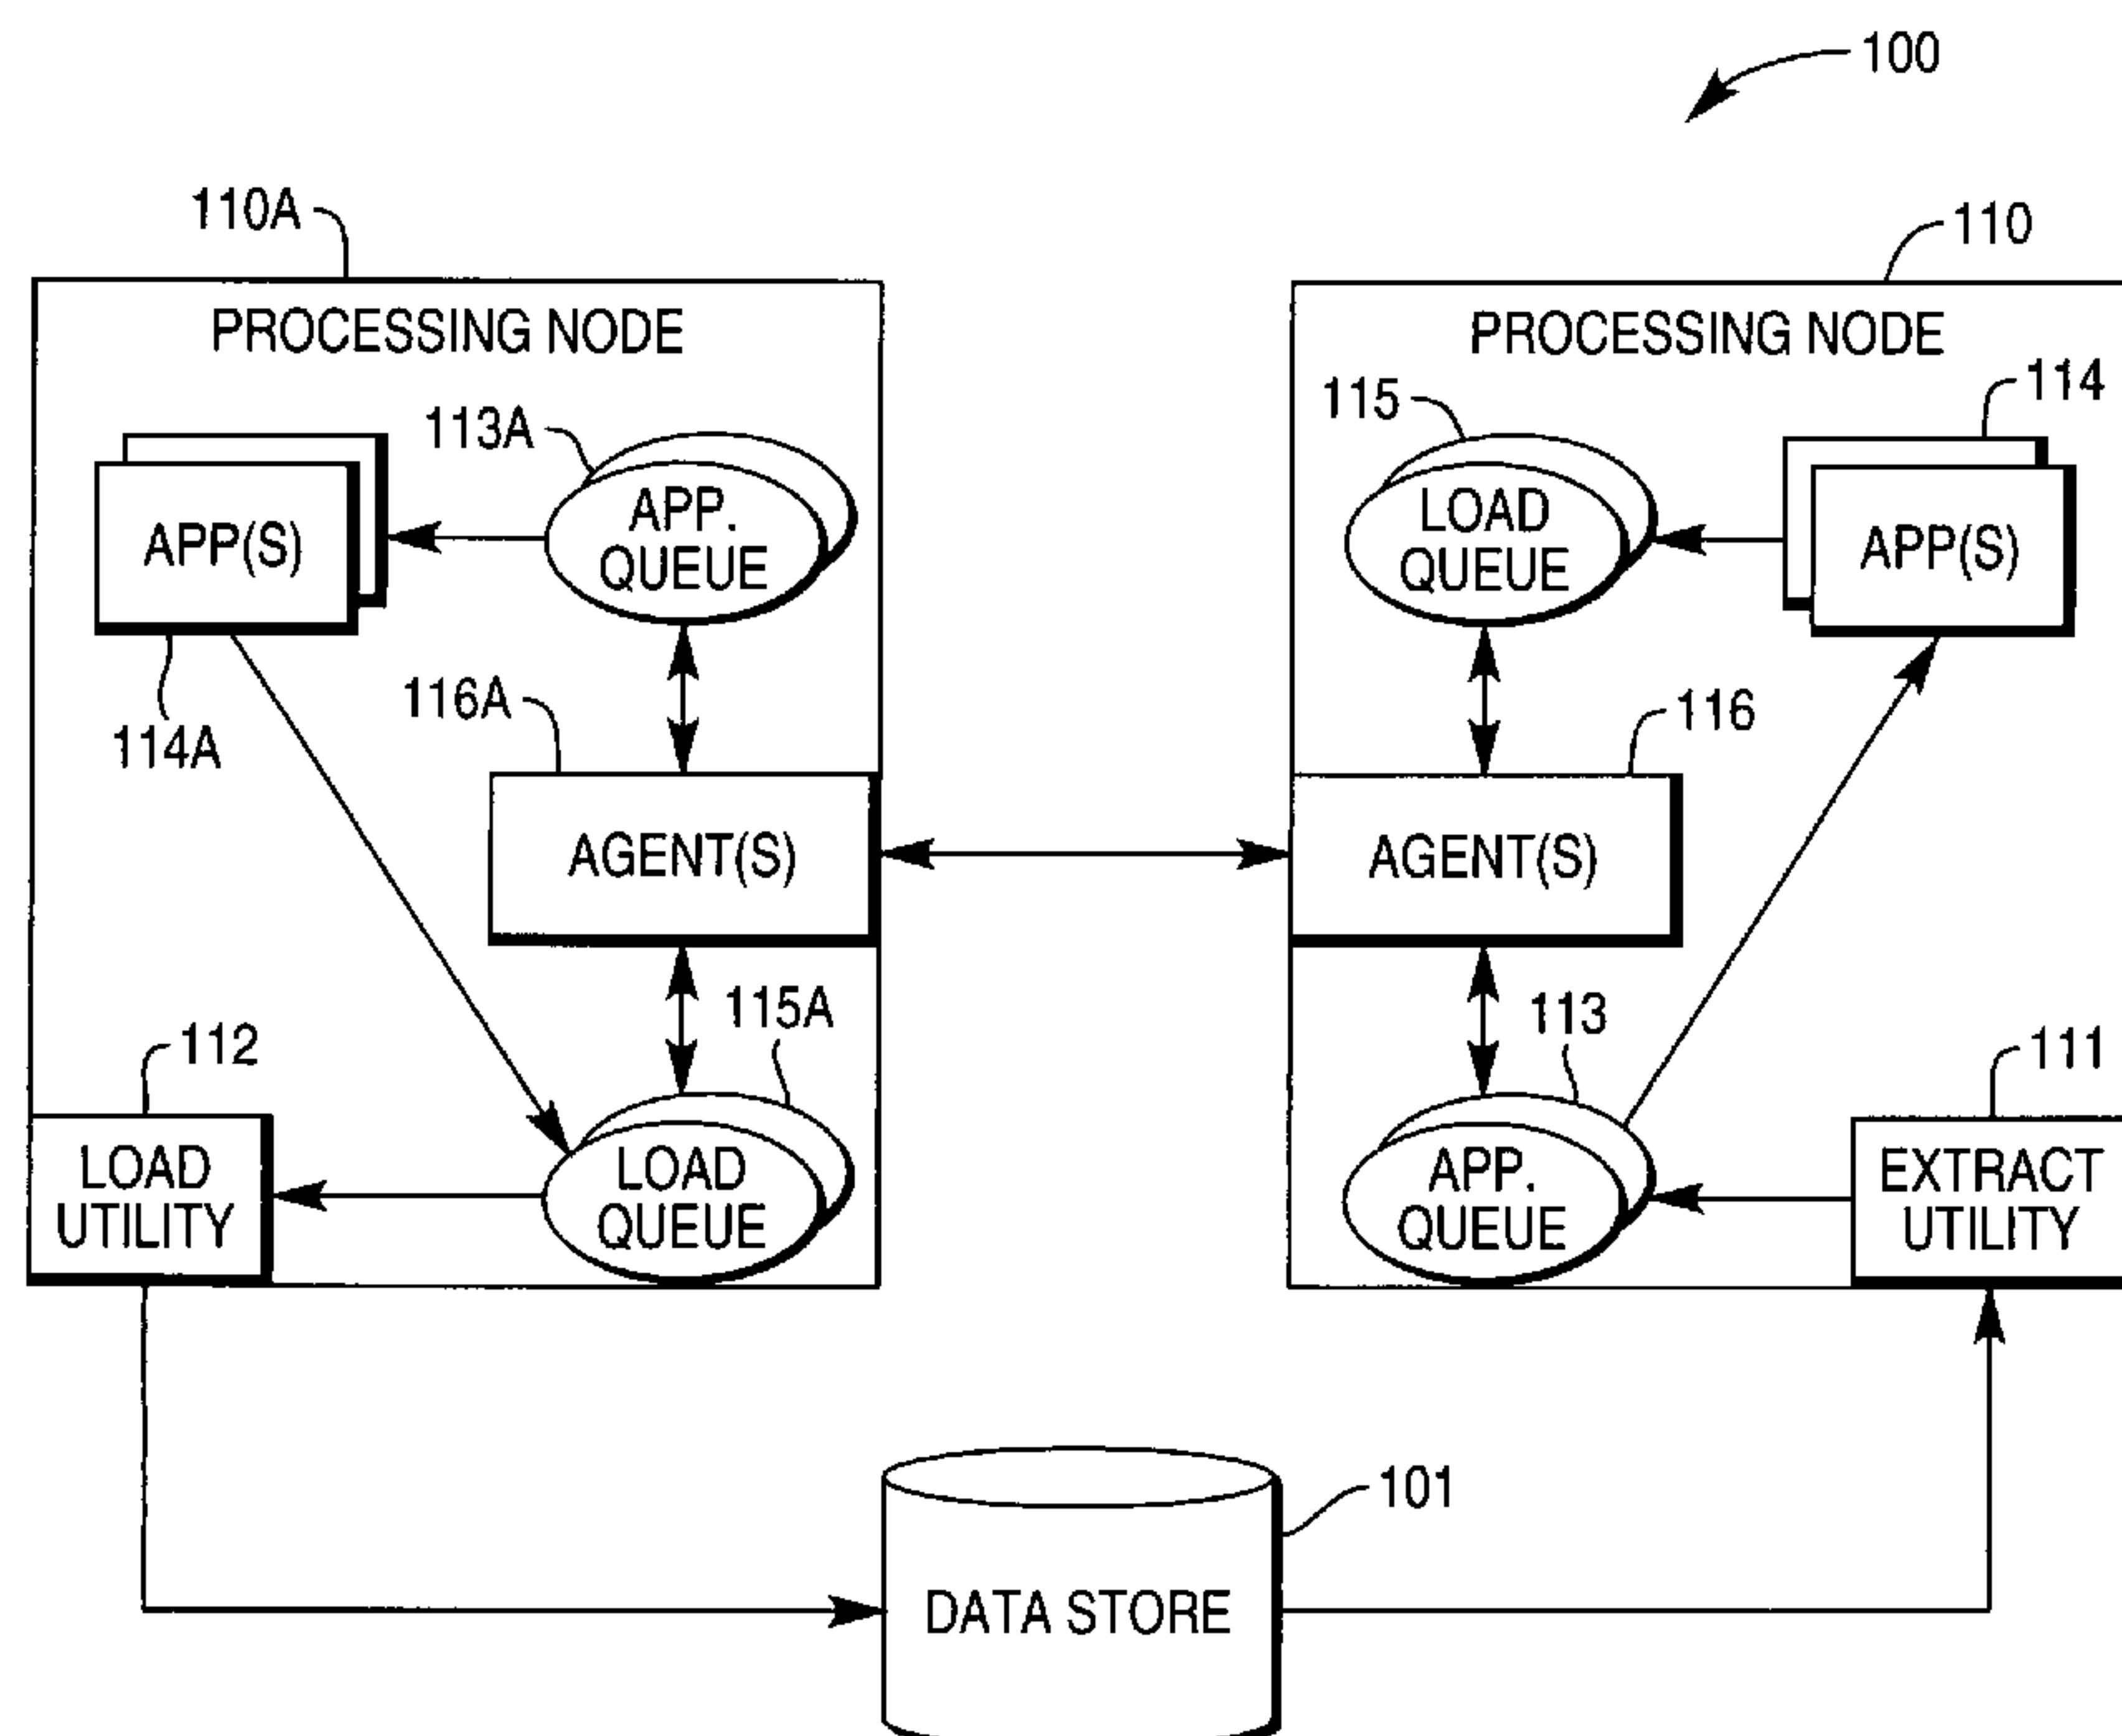 100
110A
110
PROCESSING NODE
PROCESSING NODE
114
115
113A
APP.
QUEUE
APP(S)
LOAD
QUEUE
APP(S)
116A
116
114A
AGENT(S)
AGENT(S)
115A
113
112
111
LOAD
UTILITY
LOAD
QUEUE
APP.
QUEUE
EXTRACT
UTILITY
101
DATA STORE